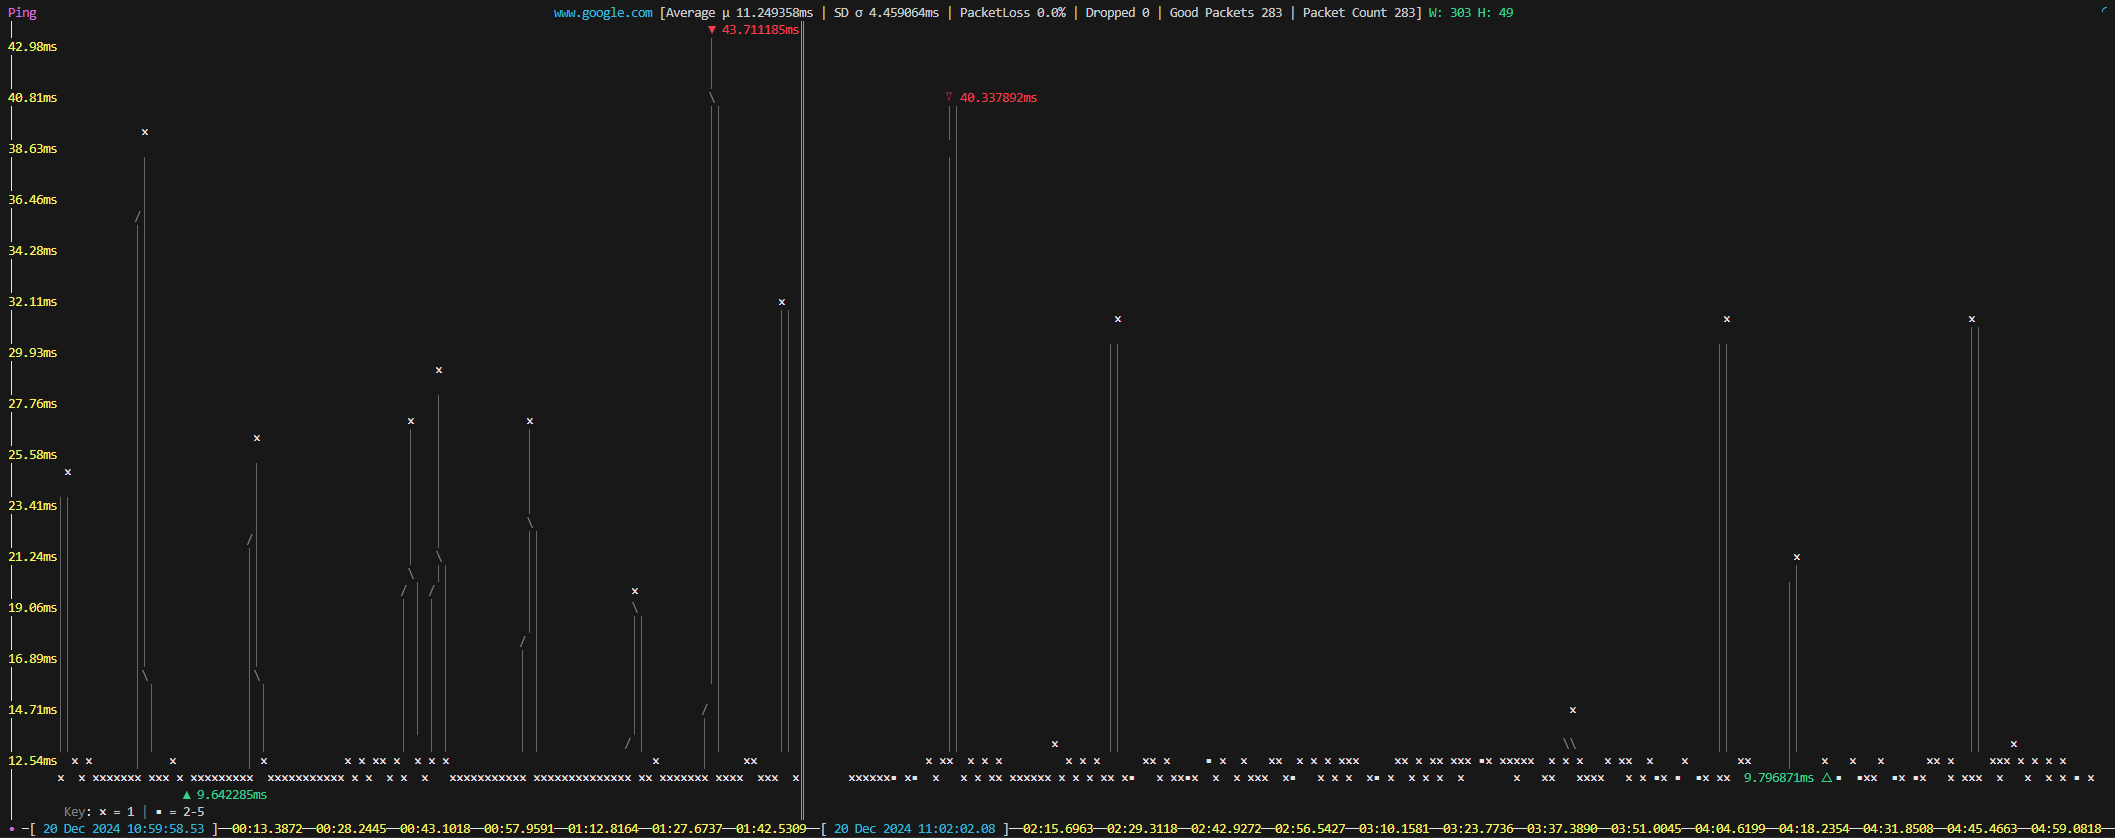 Ping www.google.com [Average μ 11.249358ms | SD σ 4.459064ms | PacketLoss 0.0% | Dropped 0 | Good Packets 283 | Packet Count 283] W: 303 H: 49
▼ 43.711185ms
42.98ms
40.81ms ▽ 40.337892ms
38.63ms
36.46ms
34.28ms
32.11ms
29.93ms
27.76ms
25.58ms
23.41ms
21.24ms
19.06ms
16.89ms
14.71ms
12.54ms
9.796871ms △
▲ 9.642285ms
Key: × = 1 | ▪ = 2-5
[ 20 Dec 2024 10:59:58.53 ] 00:13.3872 00:28.2445 00:43.1018 00:57.9591 01:12.8164 01:27.6737 01:42.5309 [ 20 Dec 2024 11:02:02.08 ] 02:15.6963 02:29.3118 02:42.9272 02:56.5427 03:10.1581 03:23.7736 03:37.3890 03:51.0045 04:04.6199 04:18.2354 04:31.8508 04:45.4663 04:59.0818